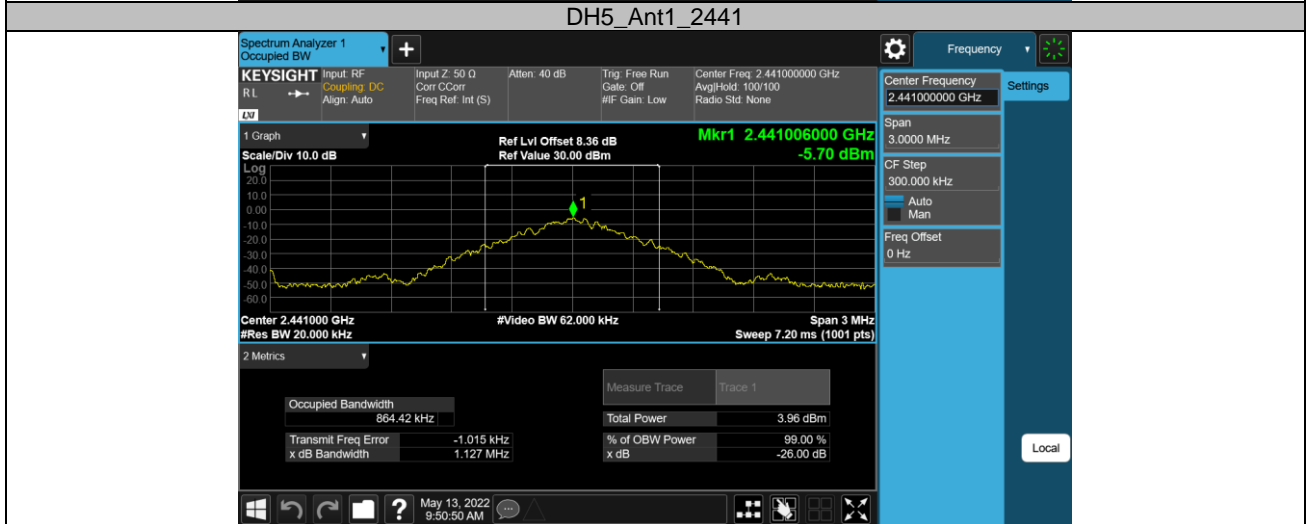 DH5_Ant1_2441
Spectrum Analyzer 1
Occupied BW
+
Frequency
KEYSIGHT
RL
LXI
Input: RF
Coupling: DC
Align: Auto
Input Z: 50 Ω
Corr CCorr
Freq Ref: Int (S)
Atten: 40 dB
Trig: Free Run
Gate: Off
#IF Gain: Low
Center Freq: 2.441000000 GHz
Avg|Hold: 100/100
Radio Std: None
Center Frequency
2.441000000 GHz
Settings
Span
3.0000 MHz
CF Step
300.000 kHz
Auto
Man
Freq Offset
0 Hz
1 Graph
Scale/Div 10.0 dB
Ref Lvl Offset 8.36 dB
Ref Value 30.00 dBm
Mkr1 2.441006000 GHz
-5.70 dBm
Log
20.0
10.0
0.00
-10.0
-20.0
-30.0
-40.0
-50.0
-60.0
1
Center 2.441000 GHz
#Res BW 20.000 kHz
#Video BW 62.000 kHz
Span 3 MHz
Sweep 7.20 ms (1001 pts)
2 Metrics
Measure Trace Trace 1
Occupied Bandwidth
864.42 kHz
Total Power 3.96 dBm
Transmit Freq Error -1.015 kHz
% of OBW Power 99.00 %
x dB Bandwidth 1.127 MHz
x dB -26.00 dB
Local
?
May 13, 2022
9:50:50 AM